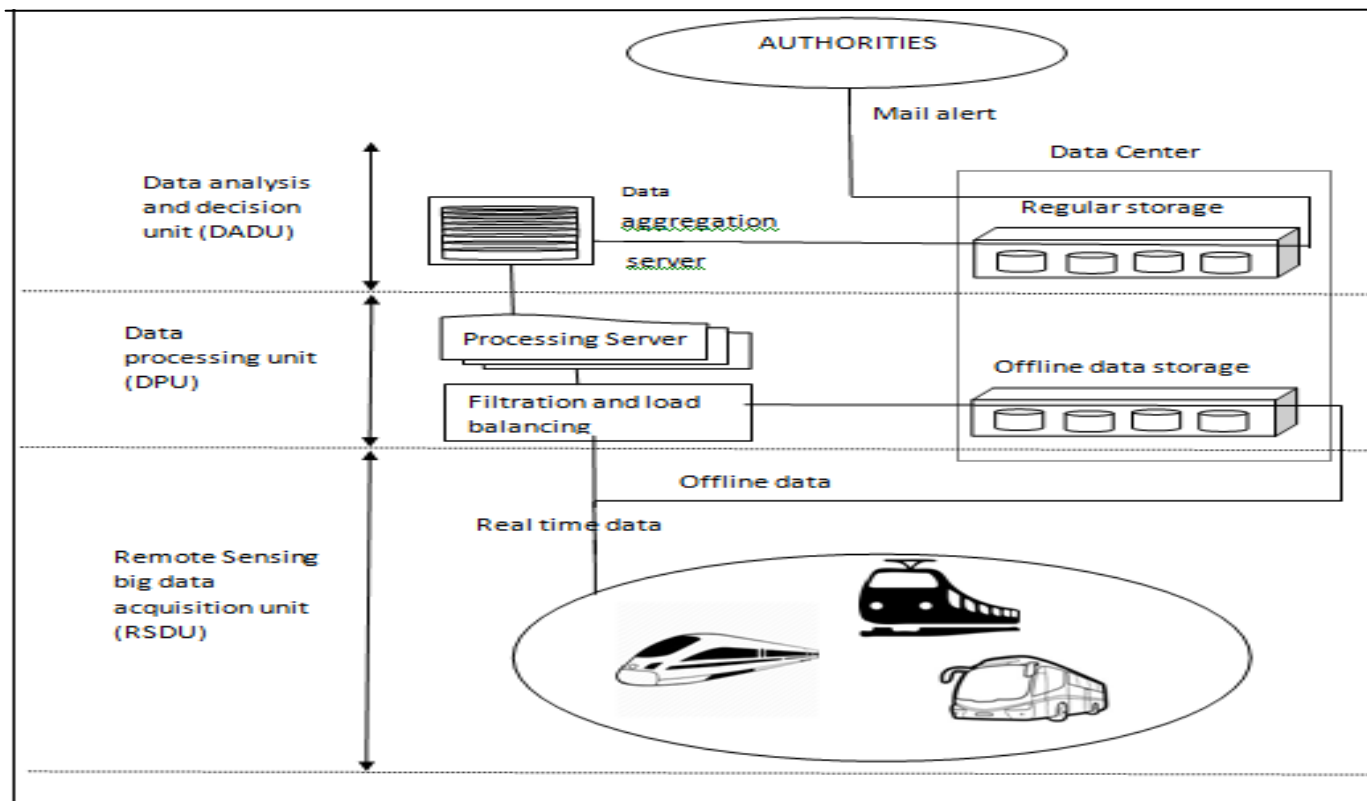 AUTHORITIES
Mail alert
Data Center
Data analysis
and decision
unit (DADU)
Data
aggregation
server
Regular storage
Data
processing unit
(DPU)
Processing Server
Filtration and load
balancing
Offline data storage
Offline data
Real time data
Remote Sensing
big data
acquisition unit
(RSDU)